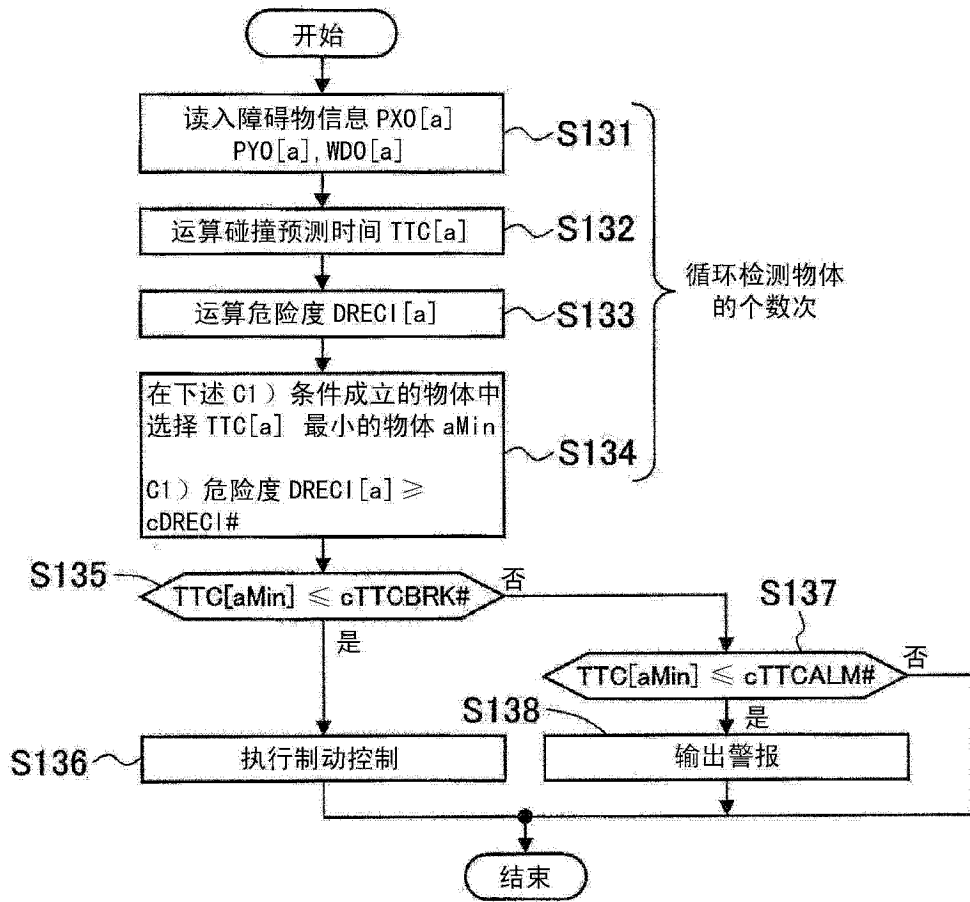 开始
读入障碍物信息 PXO[a]
PYO[a],WDO[a]
S131
运算碰撞预测时间 TTC[a]
S132
运算危险度 DRECI[a]
S133
循环检测物体
的个数次
在下述 C1）条件成立的物体中
选择 TTC[a] 最小的物体 aMin
C1）危险度 DRECI[a] ≥
cDRECI#
S134
S135
TTC[aMin] ≤ cTTCBRK#
否
是
S137
TTC[aMin] ≤ cTTCALM#
否
是
S136
执行制动控制
S138
输出警报
结束